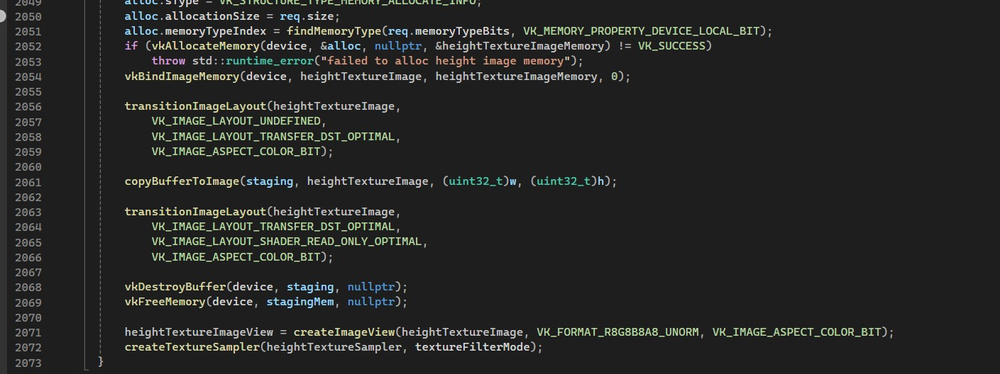 2049 alloc.sType = VK_STRUCTURE_TYPE_MEMORY_ALLOCATE_INFO;
2050 alloc.allocationSize = req.size;
2051 alloc.memoryTypeIndex = findMemoryType(req.memoryTypeBits, VK_MEMORY_PROPERTY_DEVICE_LOCAL_BIT);
2052 if (vkAllocateMemory(device, &alloc, nullptr, &heightTextureImageMemory) != VK_SUCCESS)
2053 throw std::runtime_error("failed to alloc height image memory");
2054 vkBindImageMemory(device, heightTextureImage, heightTextureImageMemory, 0);
2055
2056 transitionImageLayout(heightTextureImage,
2057 VK_IMAGE_LAYOUT_UNDEFINED,
2058 VK_IMAGE_LAYOUT_TRANSFER_DST_OPTIMAL,
2059 VK_IMAGE_ASPECT_COLOR_BIT);
2060
2061 copyBufferToImage(staging, heightTextureImage, (uint32_t)w, (uint32_t)h);
2062
2063 transitionImageLayout(heightTextureImage,
2064 VK_IMAGE_LAYOUT_TRANSFER_DST_OPTIMAL,
2065 VK_IMAGE_LAYOUT_SHADER_READ_ONLY_OPTIMAL,
2066 VK_IMAGE_ASPECT_COLOR_BIT);
2067
2068 vkDestroyBuffer(device, staging, nullptr);
2069 vkFreeMemory(device, stagingMem, nullptr);
2070
2071 heightTextureImageView = createImageView(heightTextureImage, VK_FORMAT_R8G8B8A8_UNORM, VK_IMAGE_ASPECT_COLOR_BIT);
2072 createTextureSampler(heightTextureSampler, textureFilterMode);
2073 }